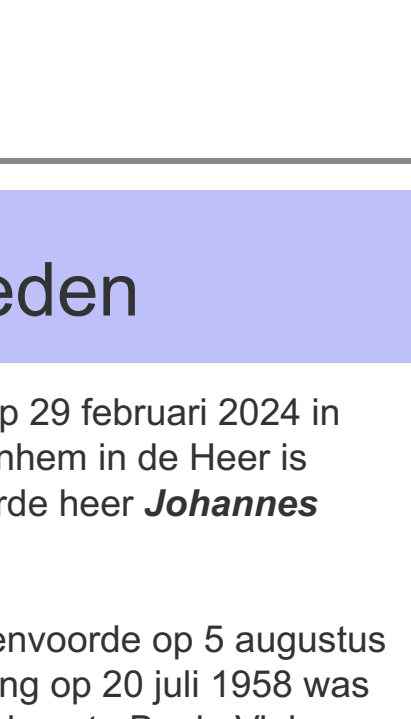 eden
p 29 februari 2024 in
nhem in de Heer is
rde heer Johannes
envoorde op 5 augustus
ng op 20 juli 1958 was